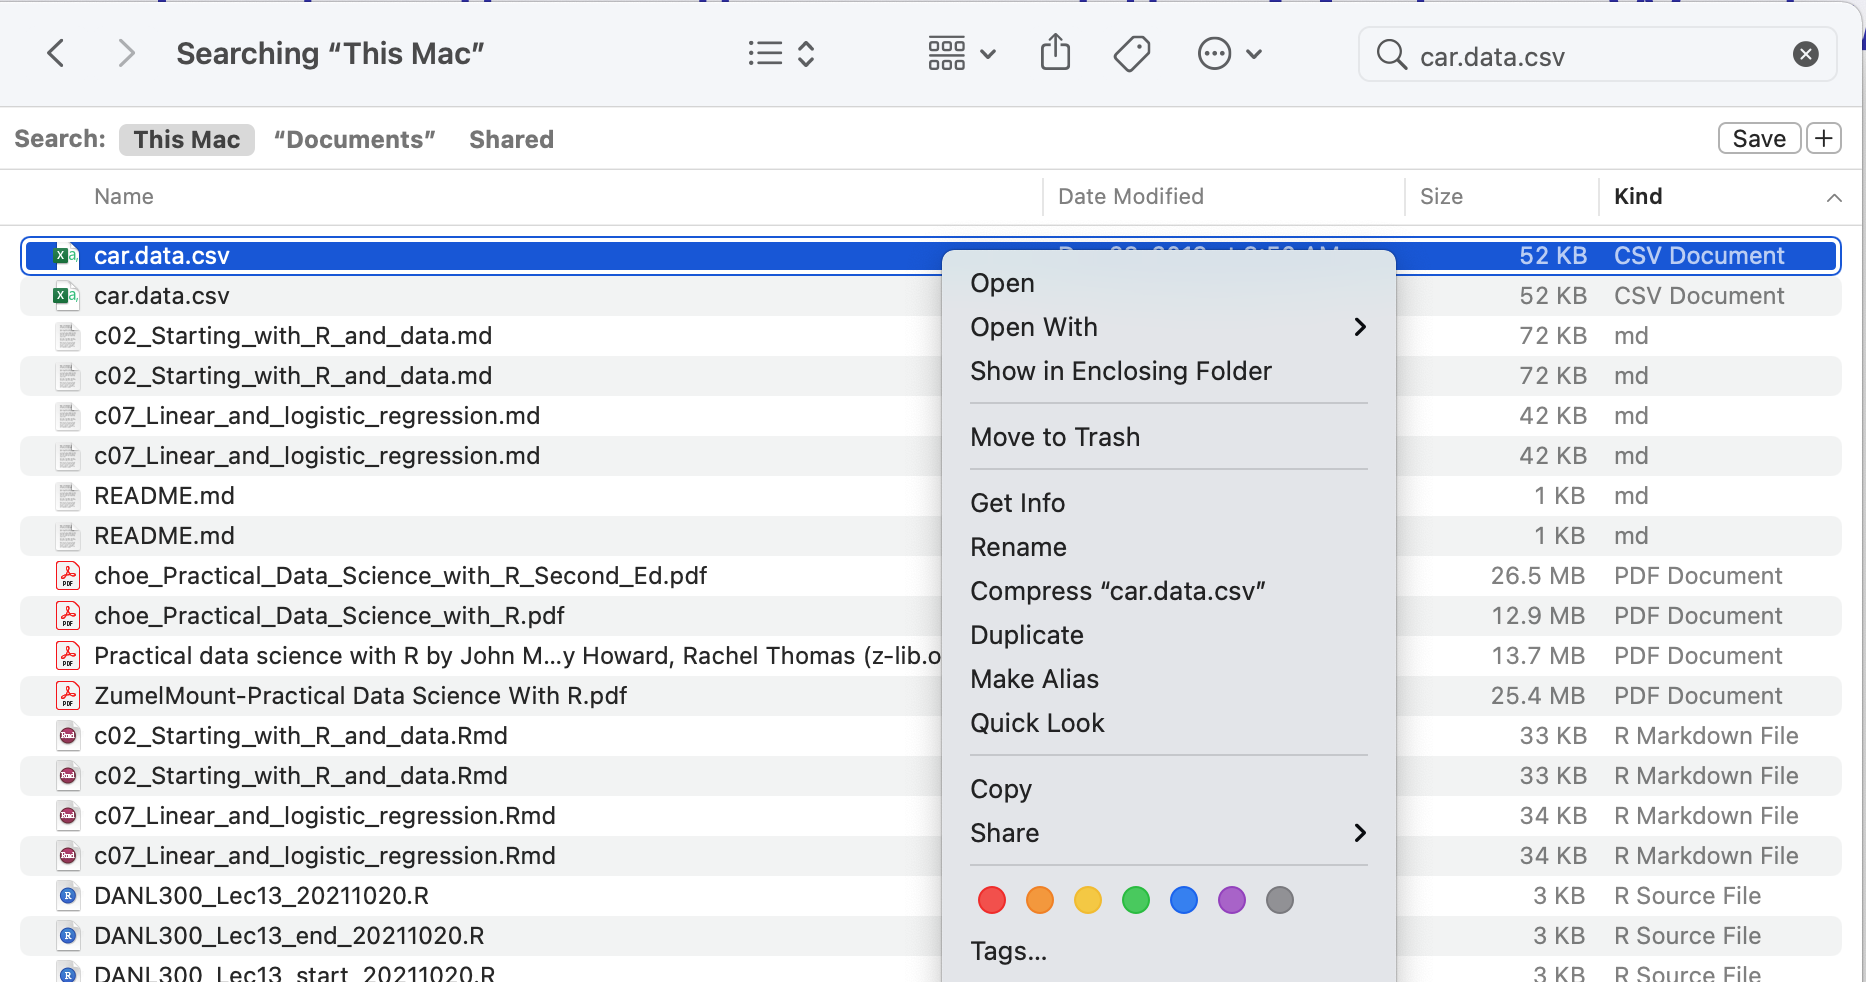 Searching “This Mac”
car.data.csv
Search: This Mac “Documents” Shared Save +
Name Date Modified Size Kind
car.data.csv 52 KB CSV Document
car.data.csv 52 KB CSV Document
c02_Starting_with_R_and_data.md 72 KB md
c02_Starting_with_R_and_data.md 72 KB md
c07_Linear_and_logistic_regression.md 42 KB md
c07_Linear_and_logistic_regression.md 42 KB md
README.md 1 KB md
README.md 1 KB md
choe_Practical_Data_Science_with_R_Second_Ed.pdf 26.5 MB PDF Document
choe_Practical_Data_Science_with_R.pdf 12.9 MB PDF Document
Practical data science with R by John M...y Howard, Rachel Thomas (z-lib.o 13.7 MB PDF Document
ZumelMount-Practical Data Science With R.pdf 25.4 MB PDF Document
c02_Starting_with_R_and_data.Rmd 33 KB R Markdown File
c02_Starting_with_R_and_data.Rmd 33 KB R Markdown File
c07_Linear_and_logistic_regression.Rmd 34 KB R Markdown File
c07_Linear_and_logistic_regression.Rmd 34 KB R Markdown File
DANL300_Lec13_20211020.R 3 KB R Source File
DANL300_Lec13_end_20211020.R 3 KB R Source File
DANL300_Lec13_start_20211020.R 3 KB R Source File
Open
Open With
Show in Enclosing Folder
Move to Trash
Get Info
Rename
Compress “car.data.csv”
Duplicate
Make Alias
Quick Look
Copy
Share
Tags...